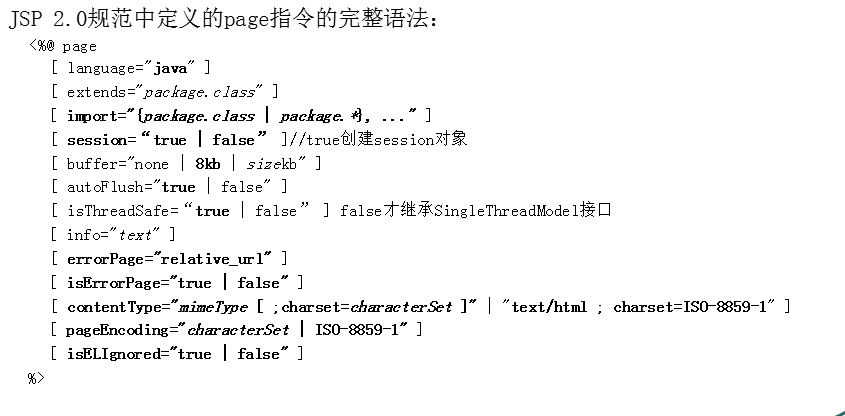 JSP 2.0规范中定义的page指令的完整语法：
<%@ page
[ language="java" ]
[ extends="package.class" ]
[ import="{package.class | package.*}, ..." ]
[ session=“true | false” ]//true创建session对象
[ buffer="none | 8kb | sizekb" ]
[ autoFlush="true | false" ]
[ isThreadSafe=“true | false” ] false才继承SingleThreadModel接口
[ info="text" ]
[ errorPage="relative_url" ]
[ isErrorPage="true | false" ]
[ contentType="mimeType [ ;charset=characterSet ]" | "text/html ; charset=ISO-8859-1" ]
[ pageEncoding="characterSet | ISO-8859-1" ]
[ isELIgnored="true | false" ]
%>